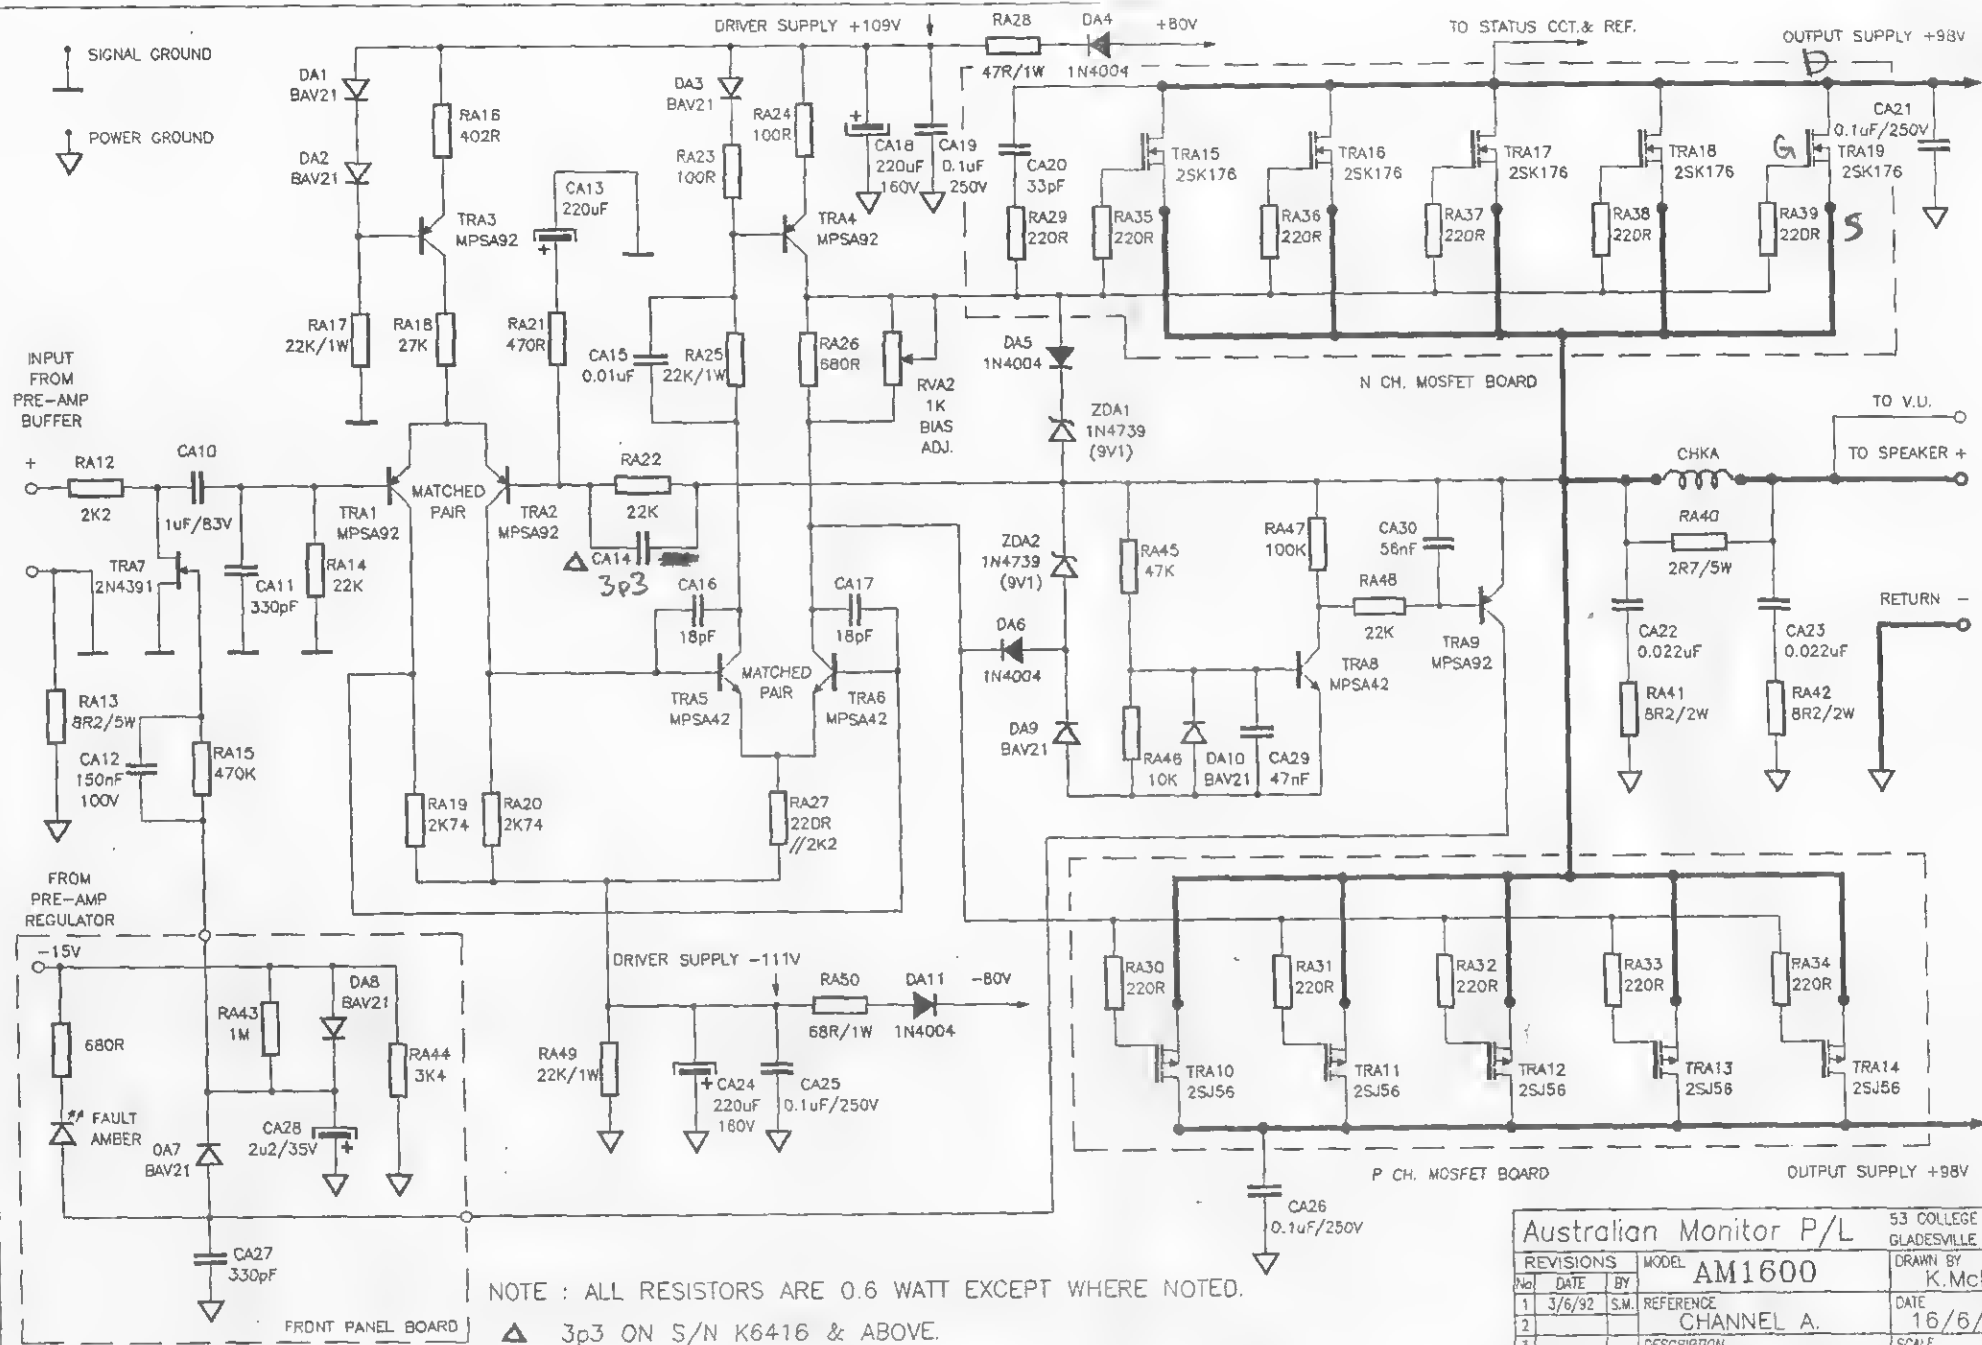 DRIVER SUPPLY +109V
RA28
47R/1W
DA4
1N4004
+80V
TO STATUS CCT.& REF.
OUTPUT SUPPLY +98V
D
SIGNAL GROUND
POWER GROUND
DA1
BAV21
DA2
BAV21
RA16
402R
DA3
BAV21
RA23
100R
RA24
100R
CA18
220uF
160V
CA19
0.1uF
250V
CA20
33pF
RA29
220R
TRA15
2SK176
TRA16
2SK176
TRA17
2SK176
TRA18
2SK176
G
TRA19
2SK176
CA21
0.1uF/250V
RA35
220R
RA36
220R
RA37
220R
RA38
220R
RA39
220R
S
CA13
220uF
+
TRA3
MPSA92
TRA4
MPSA92
RA17
22K/1W
RA18
27K
RA21
470R
CA15
0.01uF
RA25
22K/1W
RA26
680R
RVA2
1K
BIAS
ADJ.
DA5
1N4004
ZDA1
1N4739
(9V1)
N CH. MOSFET BOARD
INPUT
FROM
PRE-AMP
BUFFER
+
RA12
2K2
CA10
1uF/83V
TRA7
2N4391
CA11
330pF
RA14
22K
TRA1
MPSA92
MATCHED
PAIR
TRA2
MPSA92
RA22
22K
CA14
3p3
CA16
18pF
CA17
18pF
TRA5
MPSA42
MATCHED
PAIR
TRA6
MPSA42
ZDA2
1N4739
(9V1)
DA6
1N4004
DA9
BAV21
RA45
47K
RA46
10K
DA10
BAV21
CA29
47nF
RA47
100K
RA48
22K
CA30
56nF
TRA8
MPSA42
TRA9
MPSA92
TO V.U.
TO SPEAKER +
CHKA
RA40
2R7/5W
CA22
0.022uF
CA23
0.022uF
RA41
8R2/2W
RA42
8R2/2W
RETURN -
RA13
8R2/5W
CA12
150nF
100V
RA15
470K
RA19
2K74
RA20
2K74
RA27
220R
//2K2
FROM
PRE-AMP
REGULATOR
-15V
680R
FAULT
AMBER
RA43
1M
DA8
BAV21
RA44
3K4
OA7
BAV21
CA28
2u2/35V
+
CA27
330pF
FRONT PANEL BOARD
DRIVER SUPPLY -111V
RA50
68R/1W
DA11
1N4004
-80V
RA49
22K/1W
+
CA24
220uF
160V
CA25
0.1uF/250V
RA30
220R
RA31
220R
RA32
220R
RA33
220R
RA34
220R
TRA10
2SJ56
TRA11
2SJ56
TRA12
2SJ56
TRA13
2SJ56
TRA14
2SJ56
P CH. MOSFET BOARD
CA26
0.1uF/250V
OUTPUT SUPPLY +98V
NOTE : ALL RESISTORS ARE 0.6 WATT EXCEPT WHERE NOTED.
3p3 ON S/N K6416 & ABOVE.
Australian Monitor P/L
53 COLLEGE
GLADESVILLE
REVISIONS
No DATE BY
1 3/6/92 S.M.
2
MODEL AM1600
REFERENCE
CHANNEL A.
DRAWN BY
K.Mc
DATE
16/6/